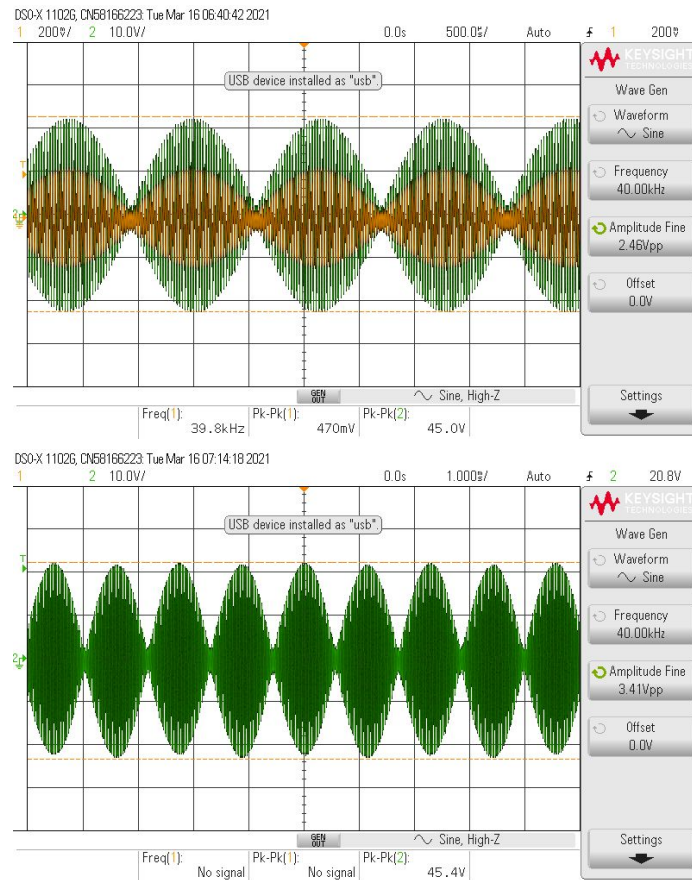 DSO-X 1102G, CN58166223: Tue Mar 16 06:40:42 2021
1 200V/ 2 10.0V/ 0.0s 500.0s/ Auto 1 200V
USB device installed as "usb".
KEYSIGHT
TECHNOLOGIES
Wave Gen
Waveform
Sine
Frequency
40.00kHz
Amplitude Fine
2.46Vpp
Offset
0.0V
Settings
T
2
GEN
OUT
Sine, High-Z
Freq(1): Pk-Pk(1): Pk-Pk(2):
39.8kHz 470mV 45.0V
DSO-X 1102G, CN58166223: Tue Mar 16 07:14:18 2021
1 2 10.0V/ 0.0s 1.000s/ Auto 2 20.8V
USB device installed as "usb".
KEYSIGHT
TECHNOLOGIES
Wave Gen
Waveform
Sine
Frequency
40.00kHz
Amplitude Fine
3.41Vpp
Offset
0.0V
Settings
T
2
GEN
OUT
Sine, High-Z
Freq(1): Pk-Pk(1): Pk-Pk(2):
No signal No signal 45.4V